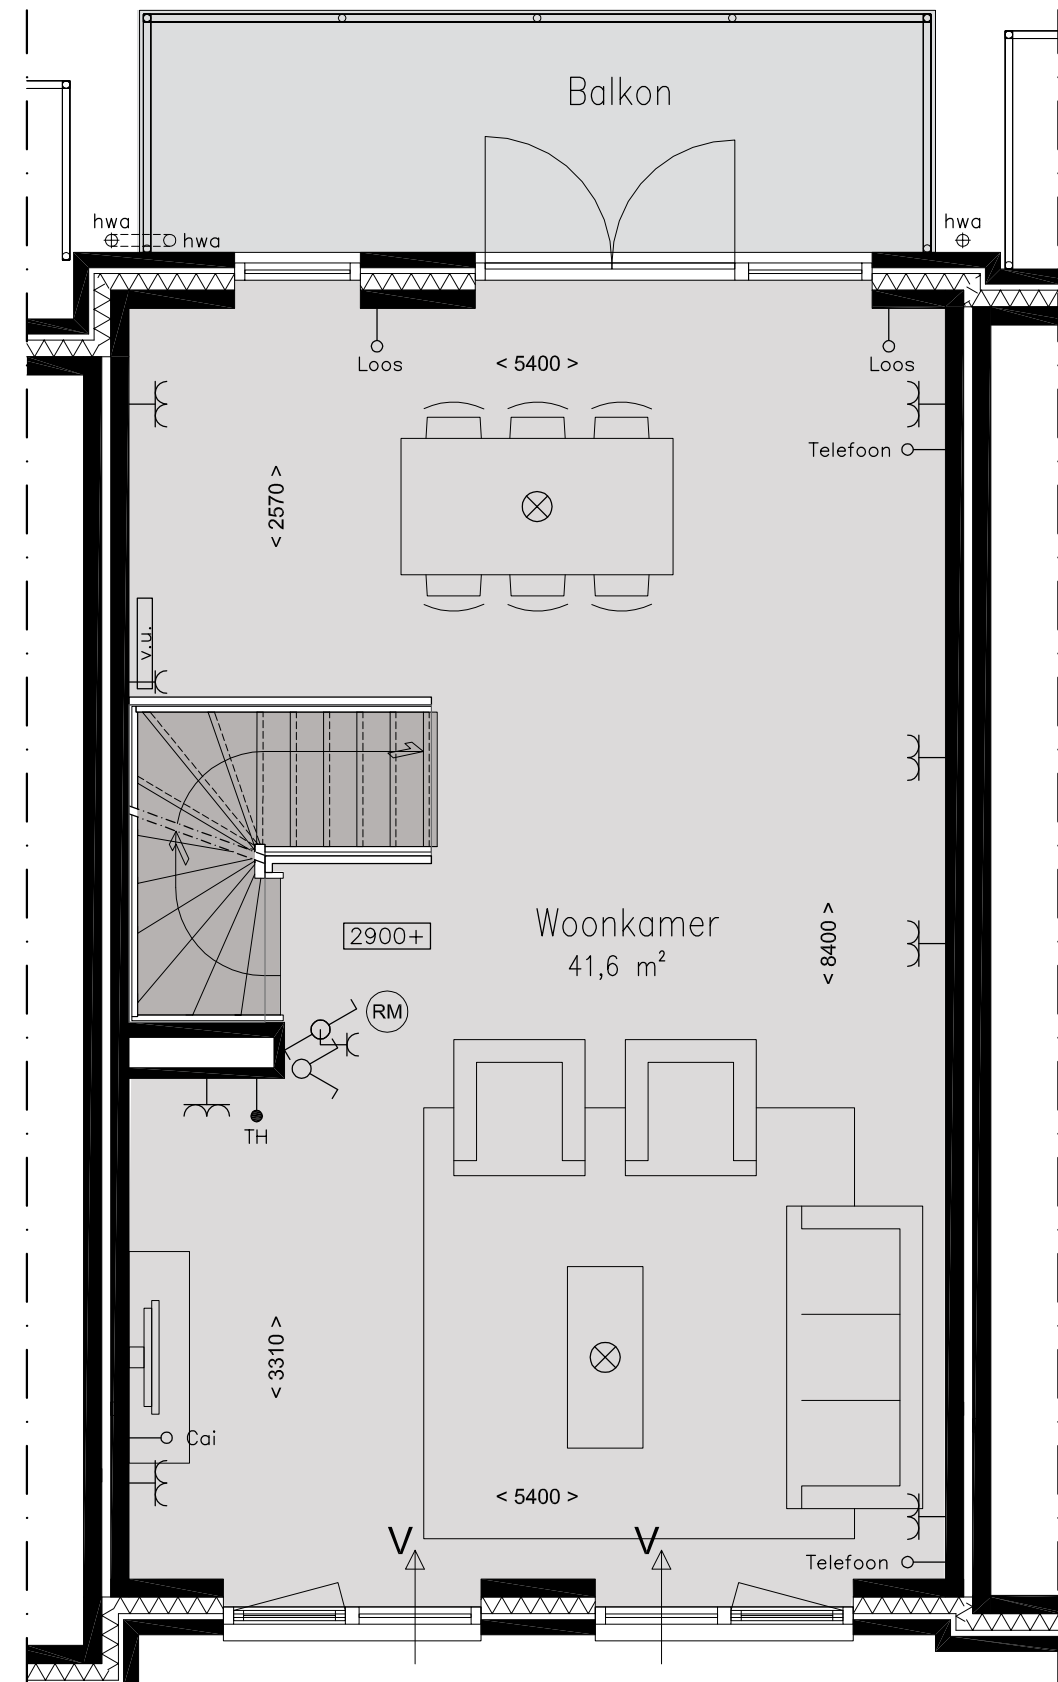 Balkon
hwa
hwa
hwa
Loos
< 5400 >
Loos
Telefoon
< 2570 >
v.u.
Woonkamer
41,6 m²
2900+
< 8400 >
RM
TH
< 3310 >
Cai
< 5400 >
V
V
Telefoon